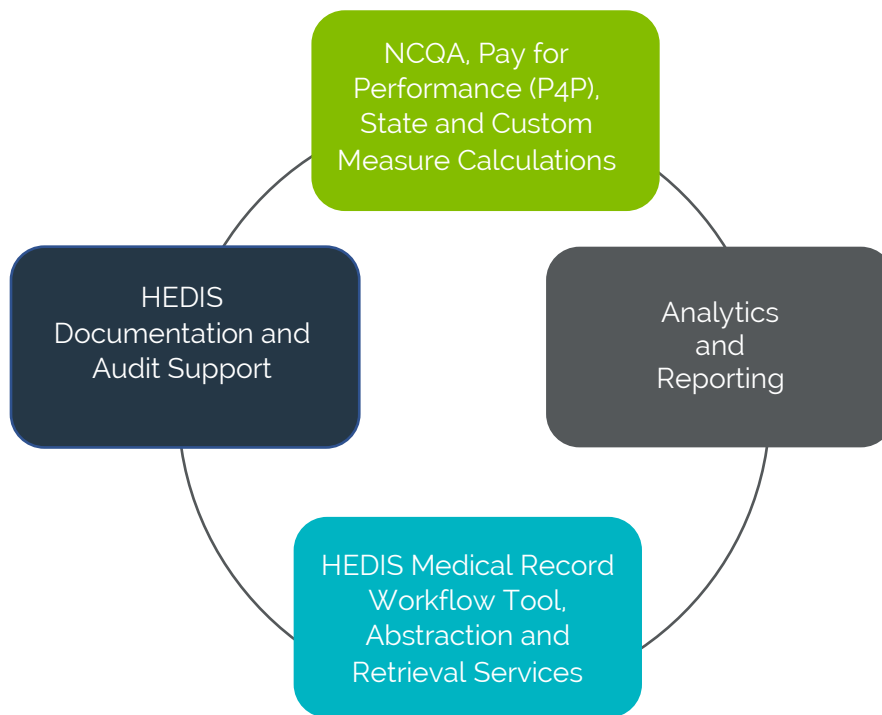 NCQA, Pay for
Performance (P4P),
State and Custom
Measure Calculations
HEDIS
Documentation and
Audit Support
Analytics
and
Reporting
HEDIS Medical Record
Workflow Tool,
Abstraction and
Retrieval Services